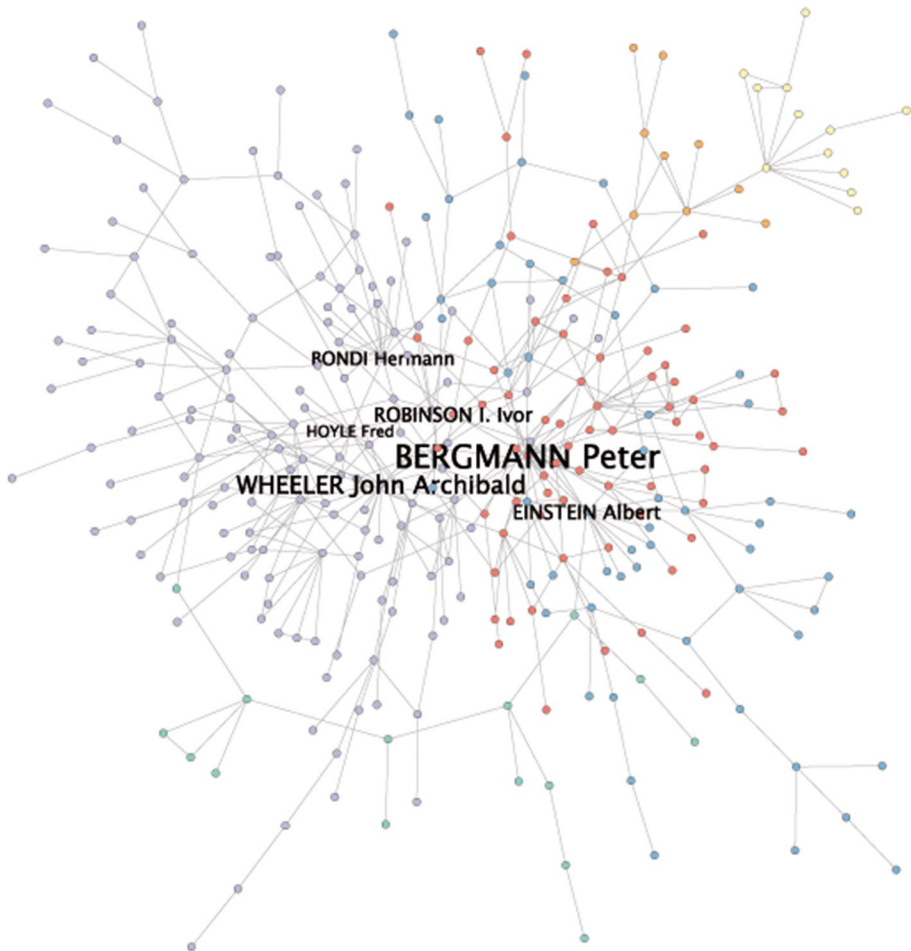 RONDI Hermann
ROBINSON I. Ivor
HOYLE Fred
BERGMANN Peter
WHEELER John Archibald
EINSTEIN Albert